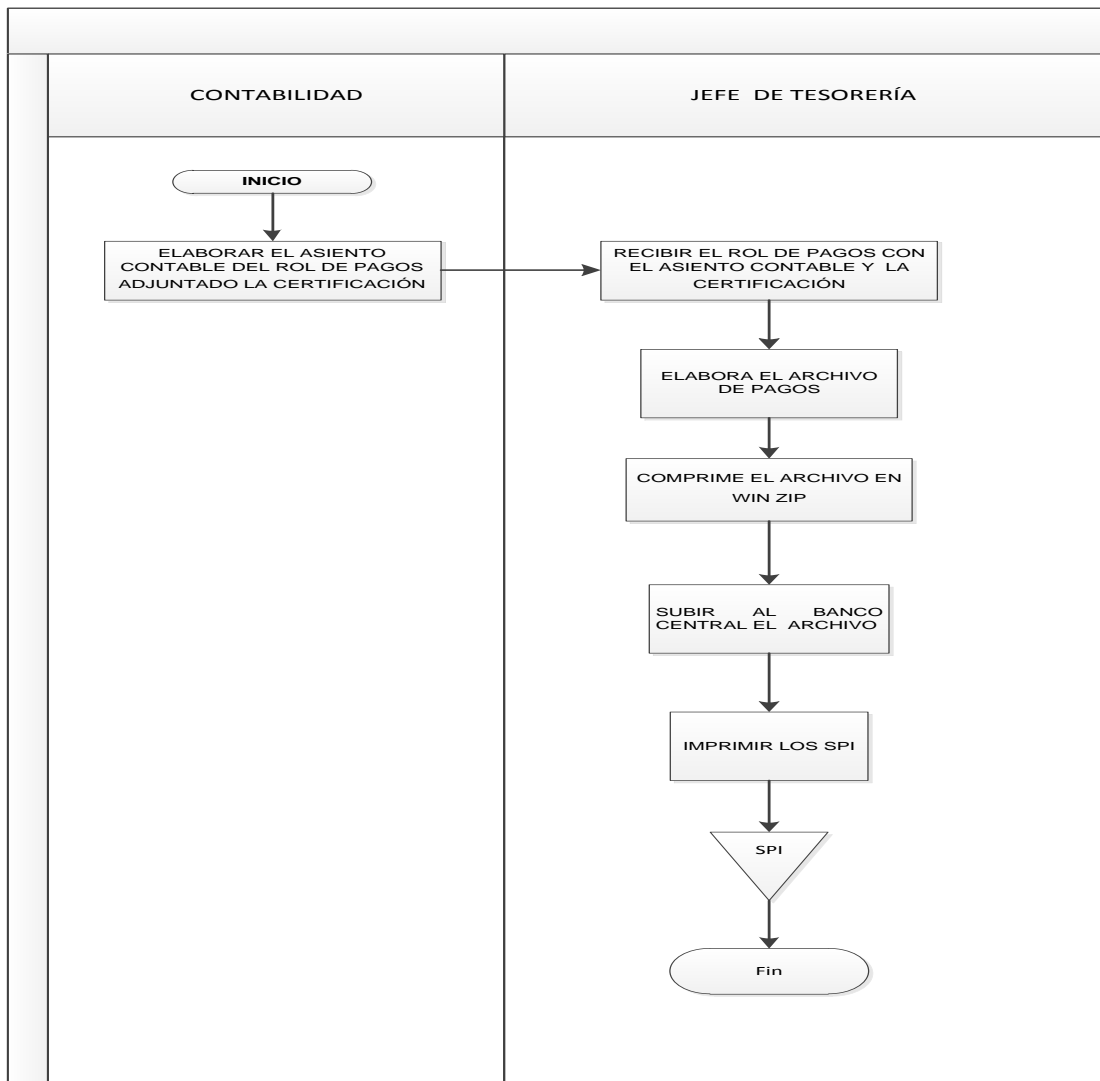 CONTABILIDAD
JEFE DE TESORERÍA
INICIO
ELABORAR EL ASIENTO
CONTABLE DEL ROL DE PAGOS
ADJUNTADO LA CERTIFICACIÓN
RECIBIR EL ROL DE PAGOS CON
EL ASIENTO CONTABLE Y LA
CERTIFICACIÓN
ELABORA EL ARCHIVO
DE PAGOS
COMPRIME EL ARCHIVO EN
WIN ZIP
SUBIR AL BANCO
CENTRAL EL ARCHIVO
IMPRIMIR LOS SPI
SPI
Fin